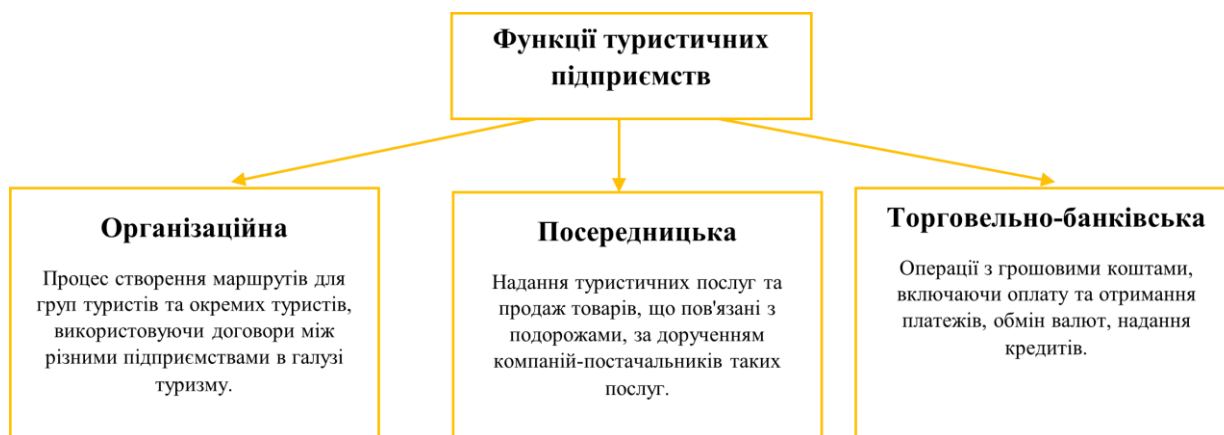 Функції туристичних
підприємств
Організаційна
Процес створення маршрутів для
груп туристів та окремих туристів,
використовуючи договори між
різними підприємствами в галузі
туризму.
Посередницька
Надання туристичних послуг та
продаж товарів, що пов'язані з
подорожами, за дорученням
компаній-постачальників таких
послуг.
Торговельно-банківська
Операції з грошовими коштами,
включаючи оплату та отримання
платежів, обмін валют, надання
кредитів.